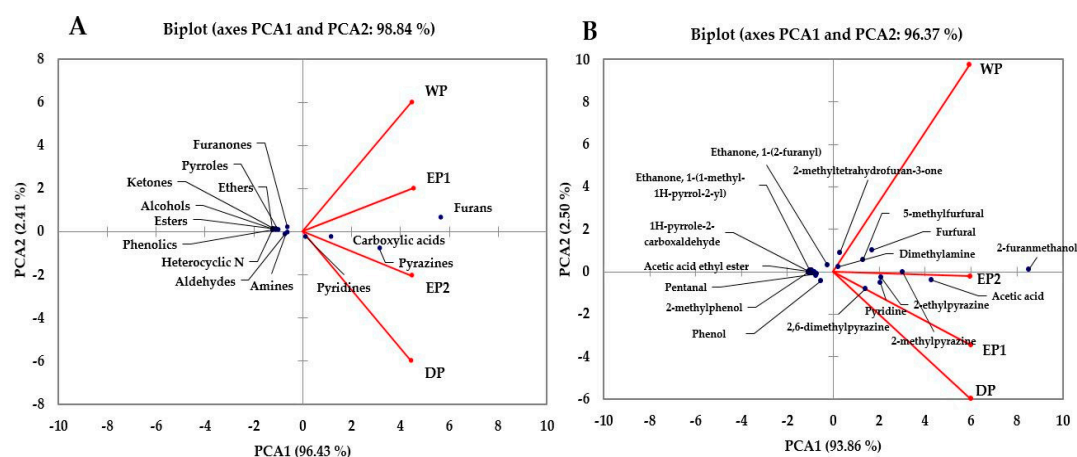 A
Biplot (axes PCA1 and PCA2: 98.84 %)
8
6
4
2
0
-2
-4
-6
-8
PCA2 (2.41 %)
WP
Furanones
Pyrroles
Ketones
Ethers
EP1
Alcohols
Furans
Esters
Phenolics
Carboxylic acids
Heterocyclic N
Pyrazines
Aldehydes
Amines
Pyridines
EP2
DP
-10 -8 -6 -4 -2 0 2 4 6 8 10
PCA1 (96.43 %)
B
Biplot (axes PCA1 and PCA2: 96.37 %)
10
8
6
4
2
0
-2
-4
-6
PCA2 (2.50 %)
WP
Ethanone, 1-(2-furanyl)
2-methyltetrahydrofuran-3-one
Ethanone, 1-(1-methyl-
1H-pyrrol-2-yl)
5-methylfurfural
1H-pyrrole-2-
carboxaldehyde
Furfural
Dimethylamine
2-furanmethanol
Acetic acid ethyl ester
EP2
Pentanal
Acetic acid
2-methylphenol
2-ethylpyrazine
Pyridine
Phenol
2,6-dimethylpyrazine
2-methylpyrazine
EP1
DP
-10 -8 -6 -4 -2 0 2 4 6 8 10
PCA1 (93.86 %)